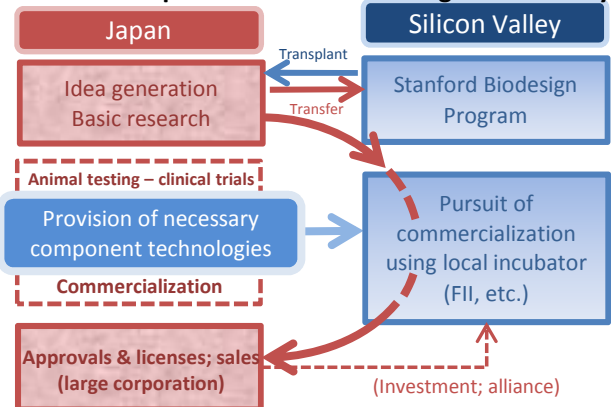 Japan
Silicon Valley
Transplant
Idea generation
Basic research
Transfer
Stanford Biodesign
Program
Animal testing – clinical trials
Provision of necessary
component technologies
Commercialization
Pursuit of
commercialization
using local incubator
(FII, etc.)
Approvals & licenses; sales
(large corporation)
(Investment; alliance)